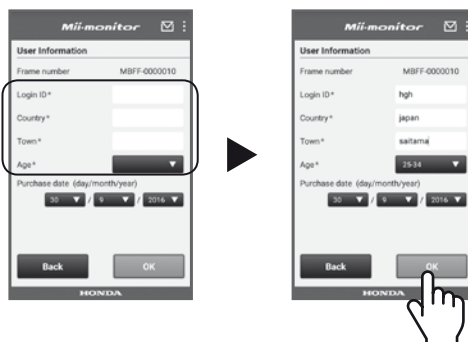 Mii-monitor
User Information
Frame number MBFF-0000010
Login ID*
Country*
Town*
Age*
Purchase date (day/month/year)
30 / 9 / 2016
Back OK
HONDA
Mii-monitor
User Information
Frame number MBFF-0000010
Login ID* hgh
Country* japan
Town* saitama
Age* 25-34
Purchase date (day/month/year)
30 / 9 / 2016
Back OK
HONDA